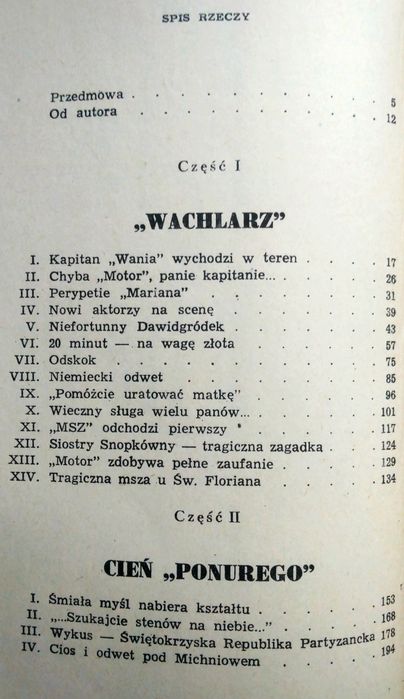 SPIS RZECZY
Przedmowa . . . . . . . . . . . 5
Od autora . . . . . . . . . . . 12
Część I
„WACHLARZ”
I. Kapitan „Wania” wychodzi w teren . . . . 17
II. Chyba „Motor”, panie kapitanie... . . . . . 26
III. Perypetie „Mariana” . . . . . . . 31
IV. Nowi aktorzy na scenę . . . . . . 39
V. Niefortunny Dawidgródek . . . . . . 43
VI. 20 minut — na wagę złota . . . . . . 57
VII. Odskok . . . . . . . . . . 75
VIII. Niemiecki odwet . . . . . . . . 85
IX. „Pomóżcie uratować matkę” . . . . . 96
X. Wieczny sługa wielu panów... . . . . . 101
XI. „MSZ” odchodzi pierwszy . . . . . . 117
XII. Siostry Snopkówny — tragiczna zagadka . . . 124
XIII. „Motor” zdobywa pełne zaufanie . . . . 129
XIV. Tragiczna msza u Św. Floriana . . . . . 134
Część II
CIEŃ „PONUREGO”
I. Śmiała myśl nabiera kształtu . . . . . 153
II. „...Szukajcie stenów na niebie...” . . . . 168
III. Wykus — Świętokrzyska Republika Partyzancka 178
IV. Cios i odwet pod Michniowem . . . . 194